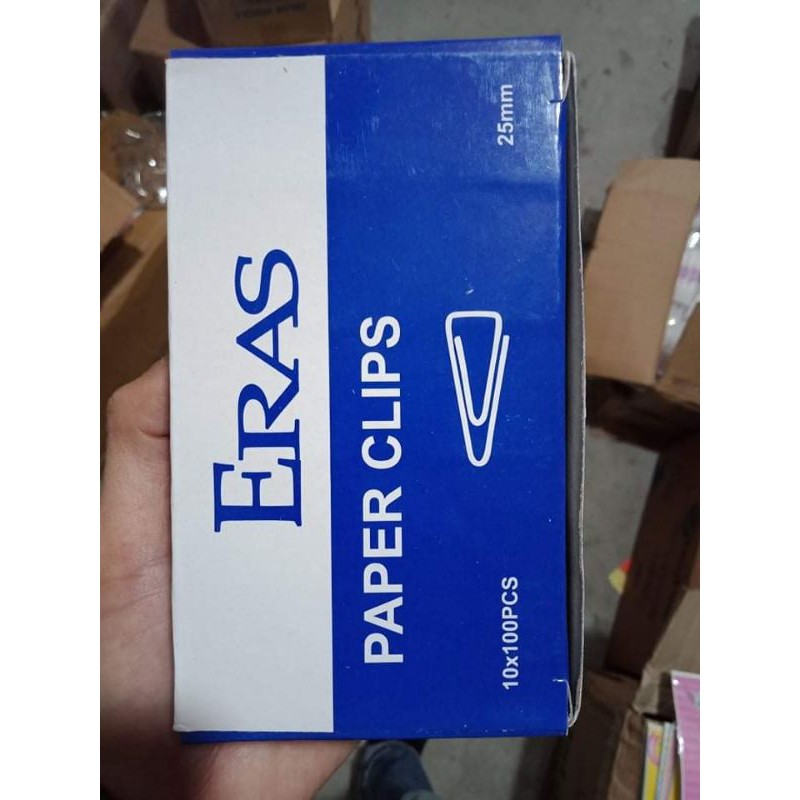 ERAS
PAPER CLIPS
10x100PCS
25mm